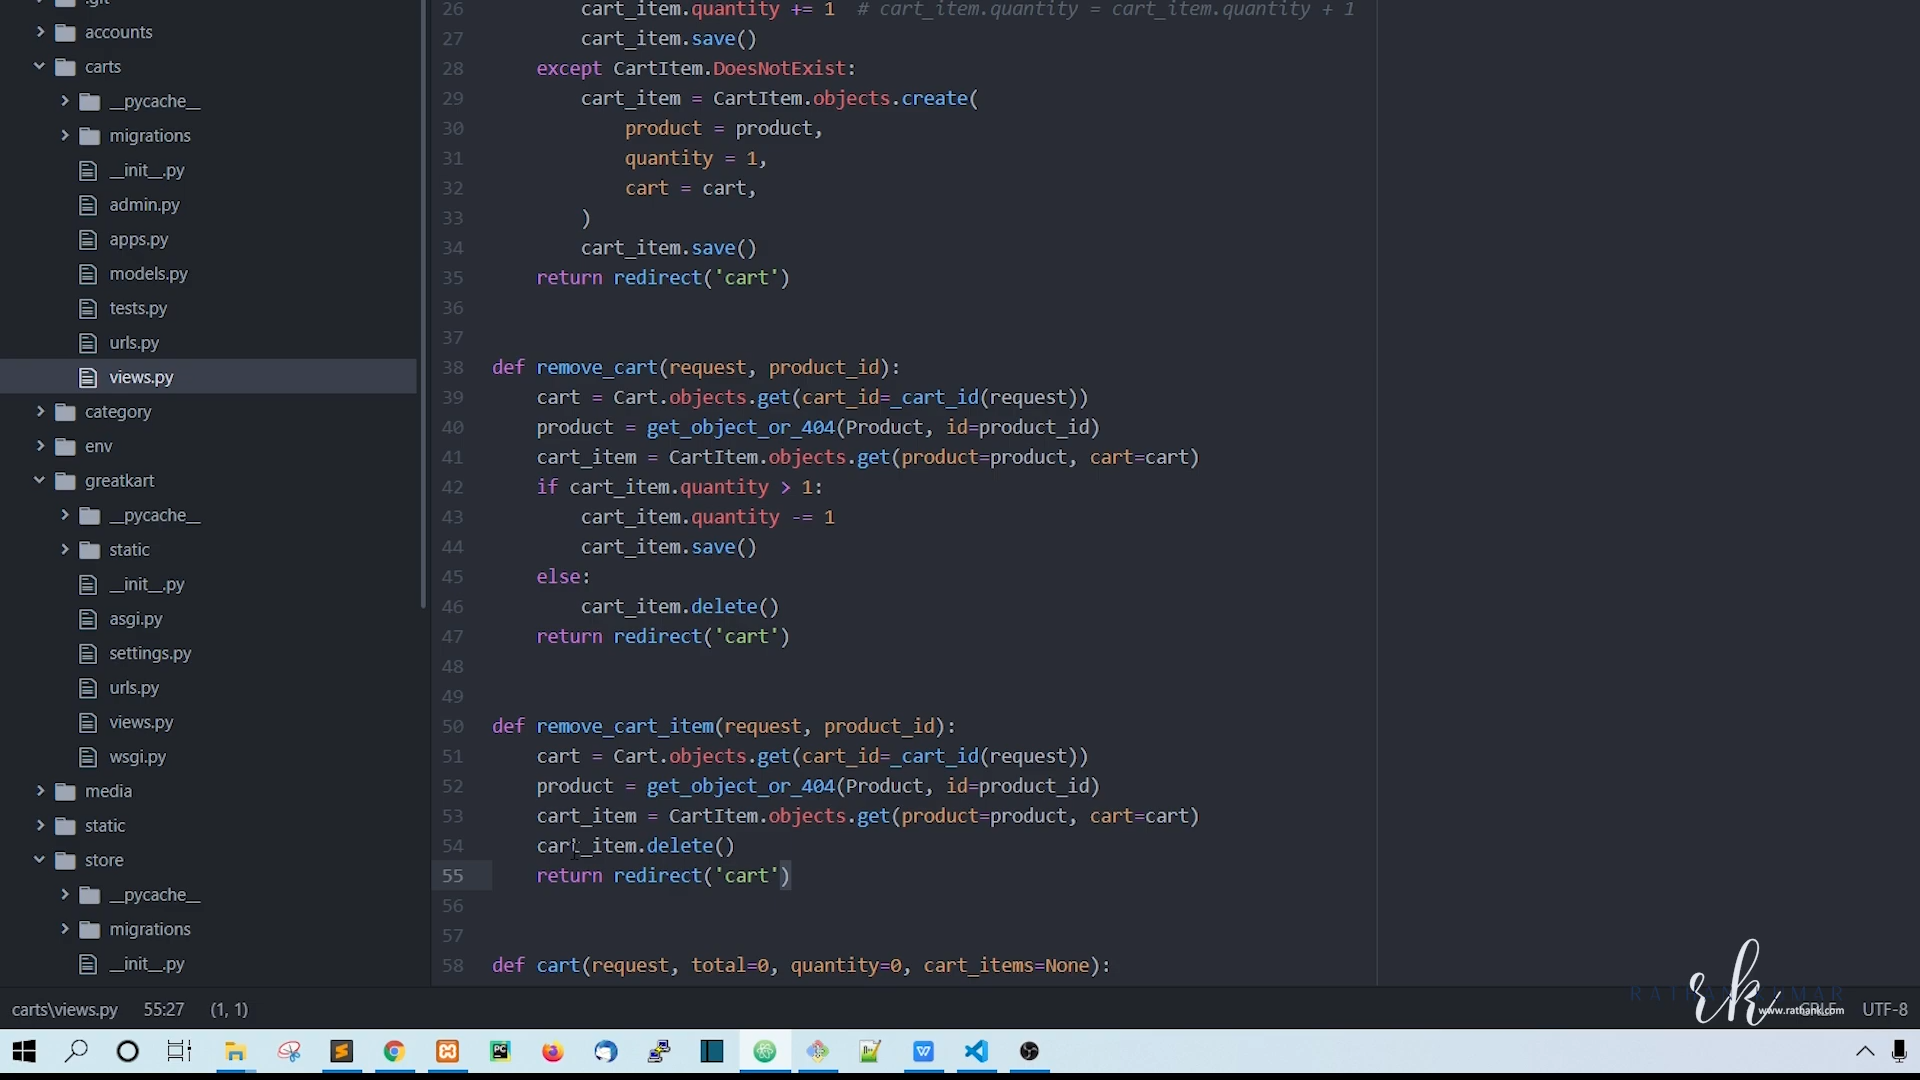 .git
accounts
carts
__pycache__
migrations
__init__.py
admin.py
apps.py
models.py
tests.py
urls.py
views.py
category
env
greatkart
__pycache__
static
__init__.py
asgi.py
settings.py
urls.py
views.py
wsgi.py
media
static
store
__pycache__
migrations
__init__.py
26 cart_item.quantity += 1 # cart_item.quantity = cart_item.quantity + 1
27 cart_item.save()
28 except CartItem.DoesNotExist:
29 cart_item = CartItem.objects.create(
30 product = product,
31 quantity = 1,
32 cart = cart,
33 )
34 cart_item.save()
35 return redirect('cart')
36
37
38 def remove_cart(request, product_id):
39 cart = Cart.objects.get(cart_id=_cart_id(request))
40 product = get_object_or_404(Product, id=product_id)
41 cart_item = CartItem.objects.get(product=product, cart=cart)
42 if cart_item.quantity > 1:
43 cart_item.quantity -= 1
44 cart_item.save()
45 else:
46 cart_item.delete()
47 return redirect('cart')
48
49
50 def remove_cart_item(request, product_id):
51 cart = Cart.objects.get(cart_id=_cart_id(request))
52 product = get_object_or_404(Product, id=product_id)
53 cart_item = CartItem.objects.get(product=product, cart=cart)
54 cart_item.delete()
55 return redirect('cart')
56
57
58 def cart(request, total=0, quantity=0, cart_items=None):
rk
www.rathank.com
carts\views.py 55:27 (1, 1) CRLF UTF-8